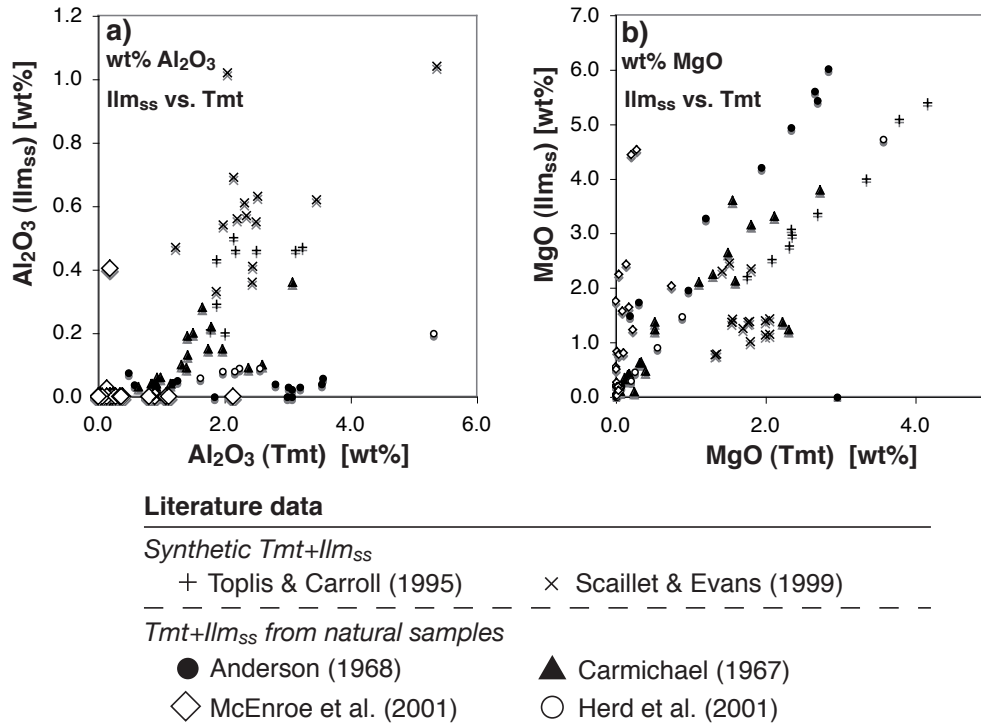 a)
wt% Al₂O₃
Ilmss vs. Tmt
Al₂O₃ (Ilmss) [wt%]
1.2
1.0
0.8
0.6
0.4
0.2
0.0
0.0 2.0 4.0 6.0
Al₂O₃ (Tmt) [wt%]
b)
wt% MgO
Ilmss vs. Tmt
MgO (Ilmss) [wt%]
6.0
5.0
4.0
3.0
2.0
1.0
0.0
0.0 2.0 4.0
MgO (Tmt) [wt%]
Literature data
Synthetic Tmt+Ilmss
Toplis & Carroll (1995) Scaillet & Evans (1999)
Tmt+Ilmss from natural samples
Anderson (1968) Carmichael (1967)
McEnroe et al. (2001) Herd et al. (2001)